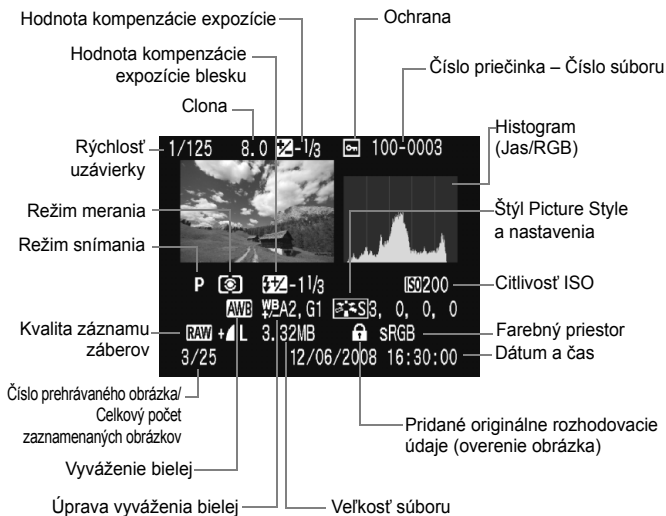 Hodnota kompenzácie expozície
Ochrana
Hodnota kompenzácie
expozície blesku
Číslo priečinka – Číslo súboru
Clona
Histogram
(Jas/RGB)
Rýchlosť
uzávierky
1/125 8.0 -1/3 100-0003
Režim merania
Štýl Picture Style
a nastavenia
Režim snímania
P -1 1/3 ISO200
Citlivosť ISO
AWB WB A2, G1 S 3, 0, 0, 0
Kvalita záznamu
záberov
RAW + L 3.32MB sRGB
Farebný priestor
3/25 12/06/2008 16:30:00
Dátum a čas
Číslo prehrávaného obrázka/
Celkový počet
zaznamenaných obrázkov
Pridané originálne rozhodovacie
údaje (overenie obrázka)
Vyváženie bielej
Úprava vyváženia bielej
Veľkosť súboru